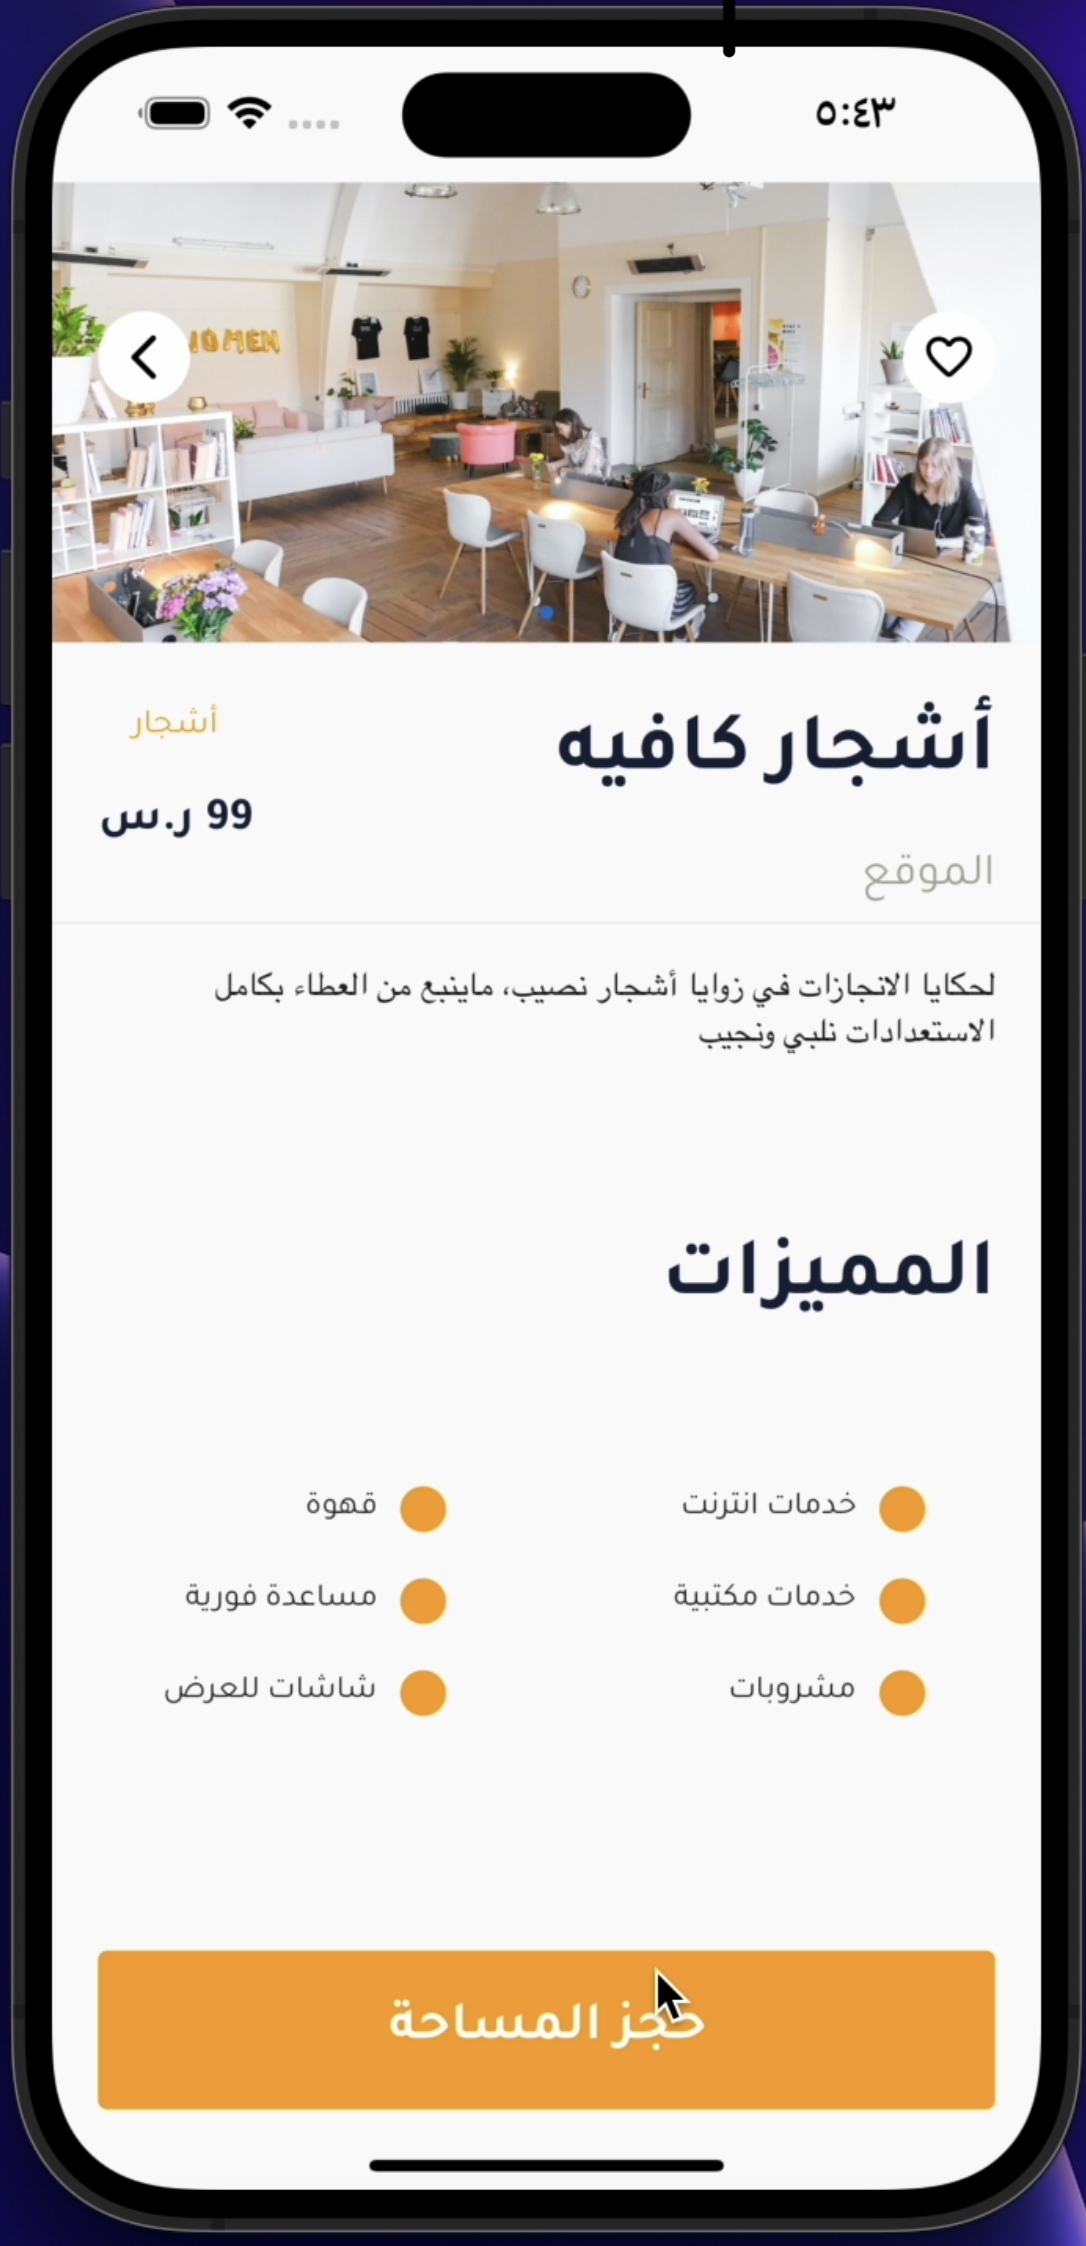 ٥:٤٣
WOMEN
أشجار كافيه
أشجار
99 ر.س
الموقع
لحكايا الانجازات في زوايا أشجار نصيب، ماينبع من العطاء بكامل
الاستعدادات نلبي ونجيب
المميزات
خدمات انترنت
قهوة
خدمات مكتبية
مساعدة فورية
مشروبات
شاشات للعرض
حجز المساحة